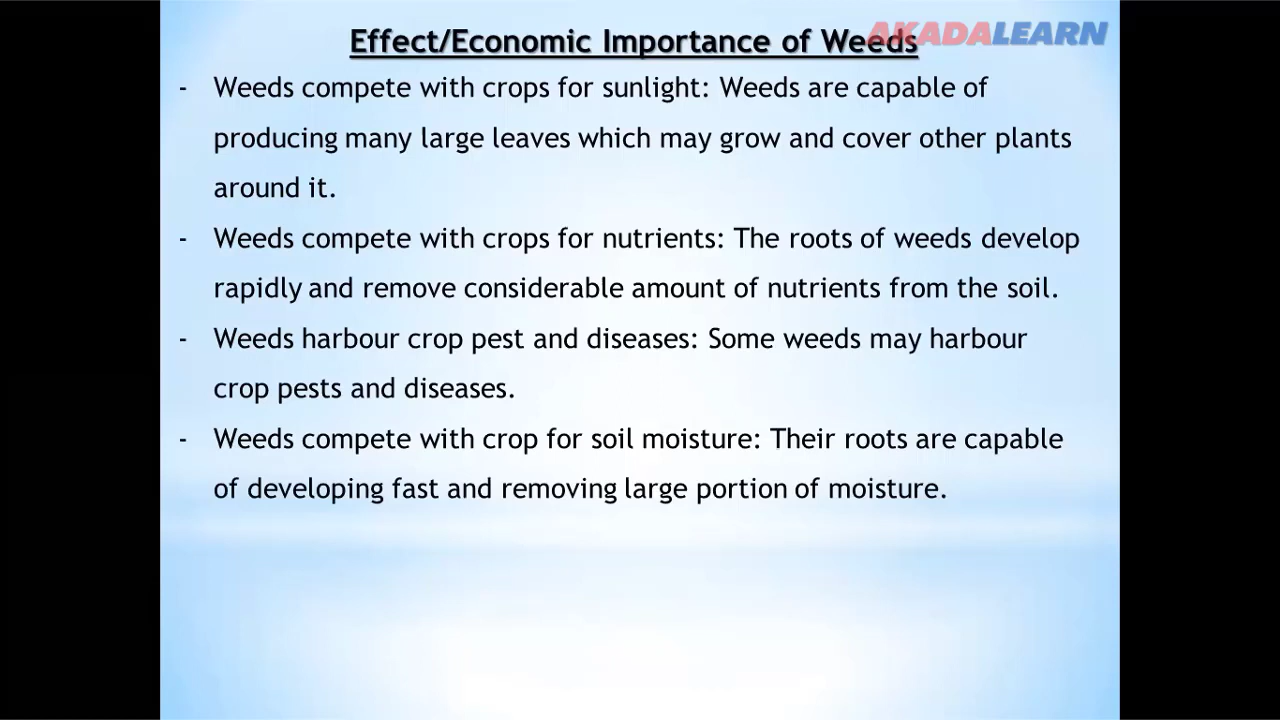 Effect/Economic Importance of Weeds
AKADALEARN
- Weeds compete with crops for sunlight: Weeds are capable of
producing many large leaves which may grow and cover other plants
around it.
- Weeds compete with crops for nutrients: The roots of weeds develop
rapidly and remove considerable amount of nutrients from the soil.
- Weeds harbour crop pest and diseases: Some weeds may harbour
crop pests and diseases.
- Weeds compete with crop for soil moisture: Their roots are capable
of developing fast and removing large portion of moisture.